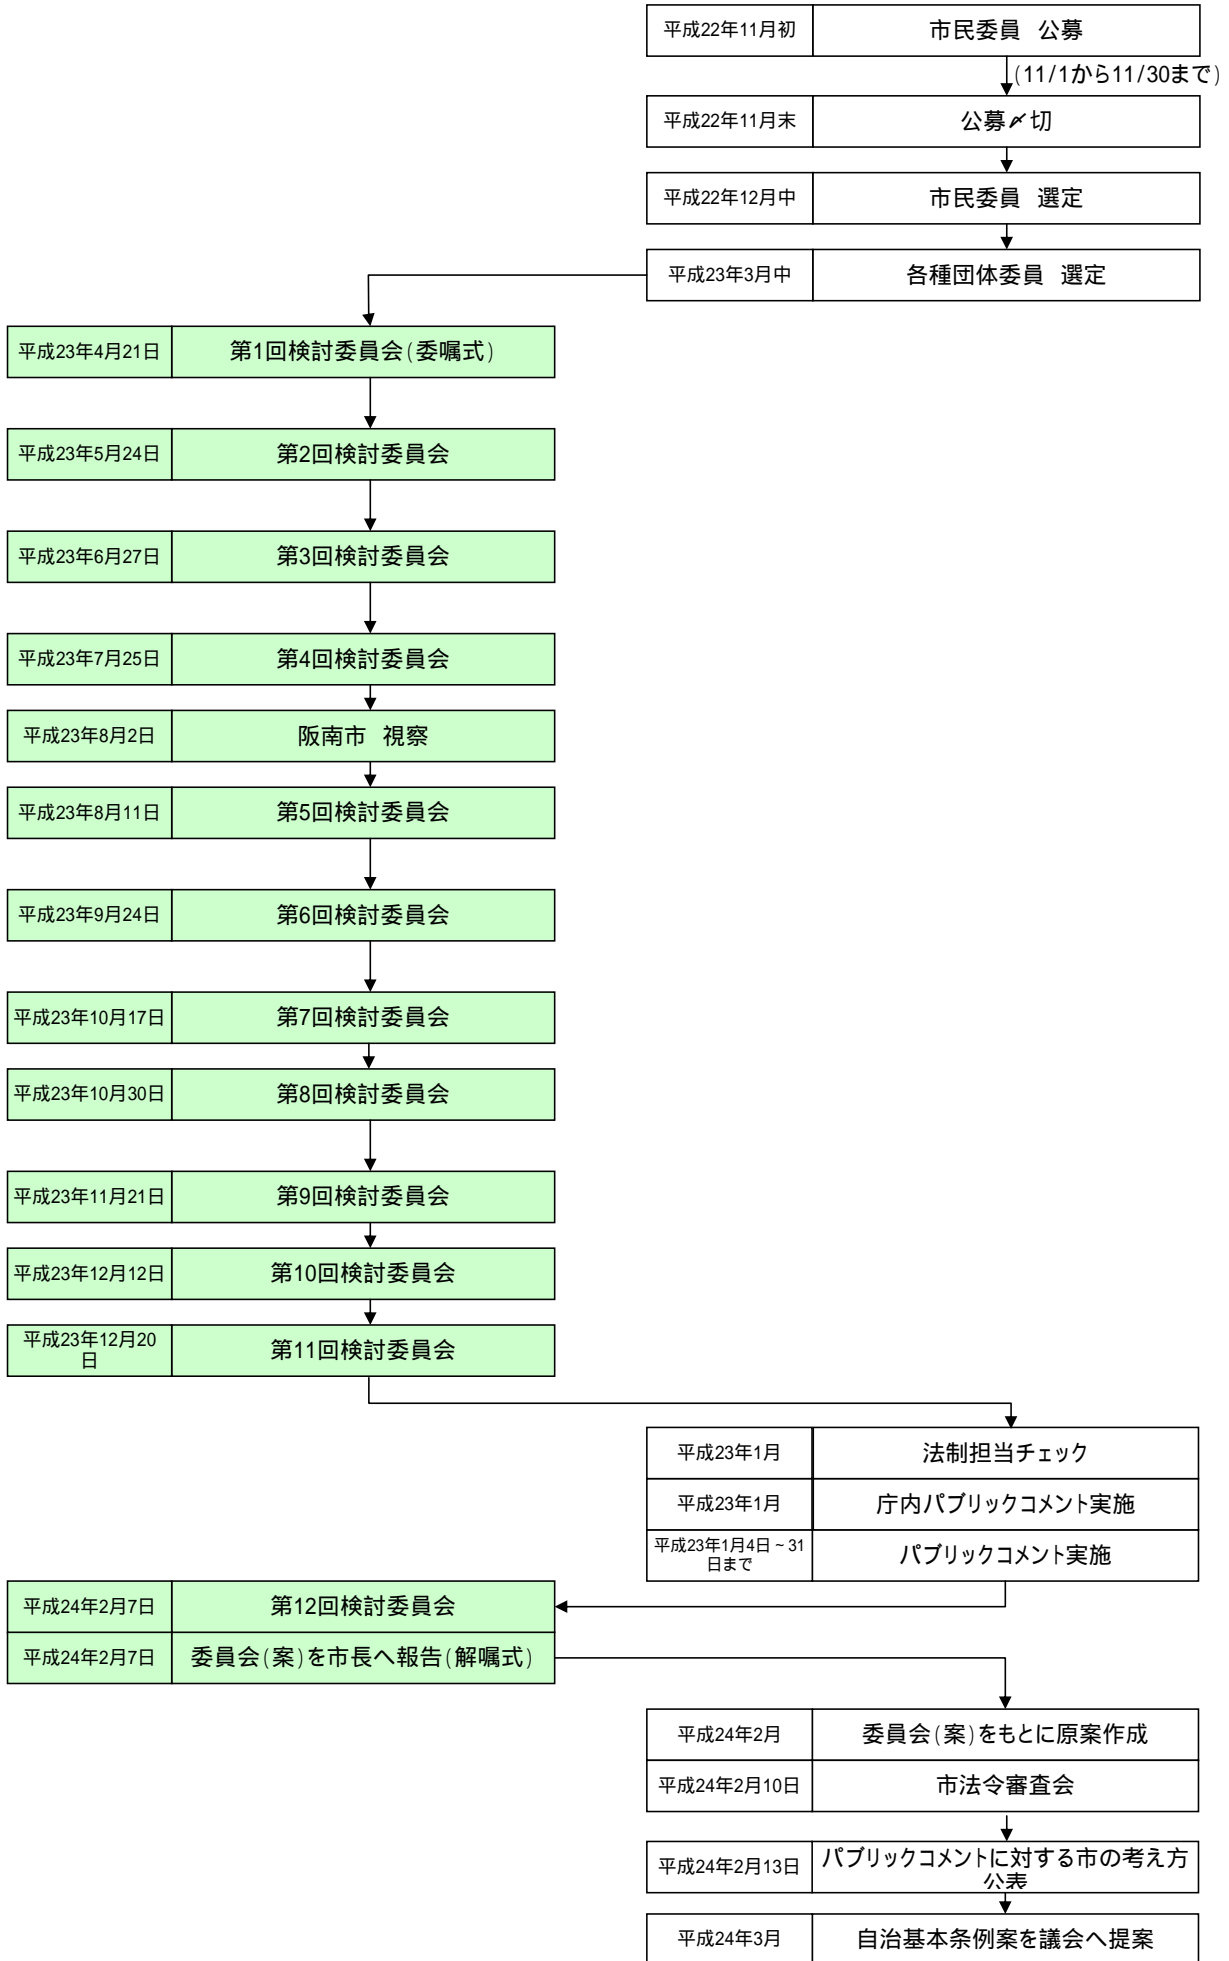 平成22年11月初 市民委員 公募
(11/1から11/30まで)
平成22年11月末 公募〆切
平成22年12月中 市民委員 選定
平成23年3月中 各種団体委員 選定
平成23年4月21日 第1回検討委員会(委嘱式)
平成23年5月24日 第2回検討委員会
平成23年6月27日 第3回検討委員会
平成23年7月25日 第4回検討委員会
平成23年8月2日 阪南市 視察
平成23年8月11日 第5回検討委員会
平成23年9月24日 第6回検討委員会
平成23年10月17日 第7回検討委員会
平成23年10月30日 第8回検討委員会
平成23年11月21日 第9回検討委員会
平成23年12月12日 第10回検討委員会
平成23年12月20
日
第11回検討委員会
平成23年1月 法制担当チェック
平成23年1月 庁内パブリックコメント実施
平成23年1月4日~31
日まで
パブリックコメント実施
平成24年2月7日 第12回検討委員会
平成24年2月7日 委員会(案)を市長へ報告(解嘱式)
平成24年2月 委員会(案)をもとに原案作成
平成24年2月10日 市法令審査会
平成24年2月13日 パブリックコメントに対する市の考え方
公表
平成24年3月 自治基本条例案を議会へ提案